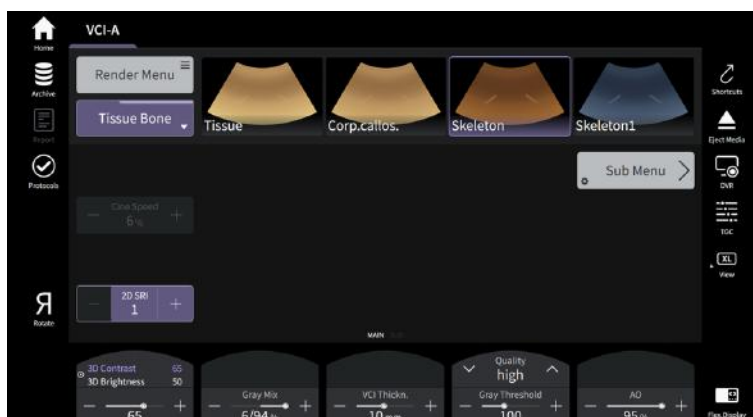 VCI-A
Home
Archive
Report
Protocols
Rotate
Render Menu
Tissue Bone
Tissue
Corp.callos.
Skeleton
Skeleton1
Sub Menu
Cine Speed
6 %
2D SRI
1
MAIN
Shortcuts
Eject Media
DVR
TGC
XL
View
Flex Display
3D Contrast 65
3D Brightness 50
65
Gray Mix
6/94
VCI Thickn.
10 mm
Quality
high
Gray Threshold
100
AO
95